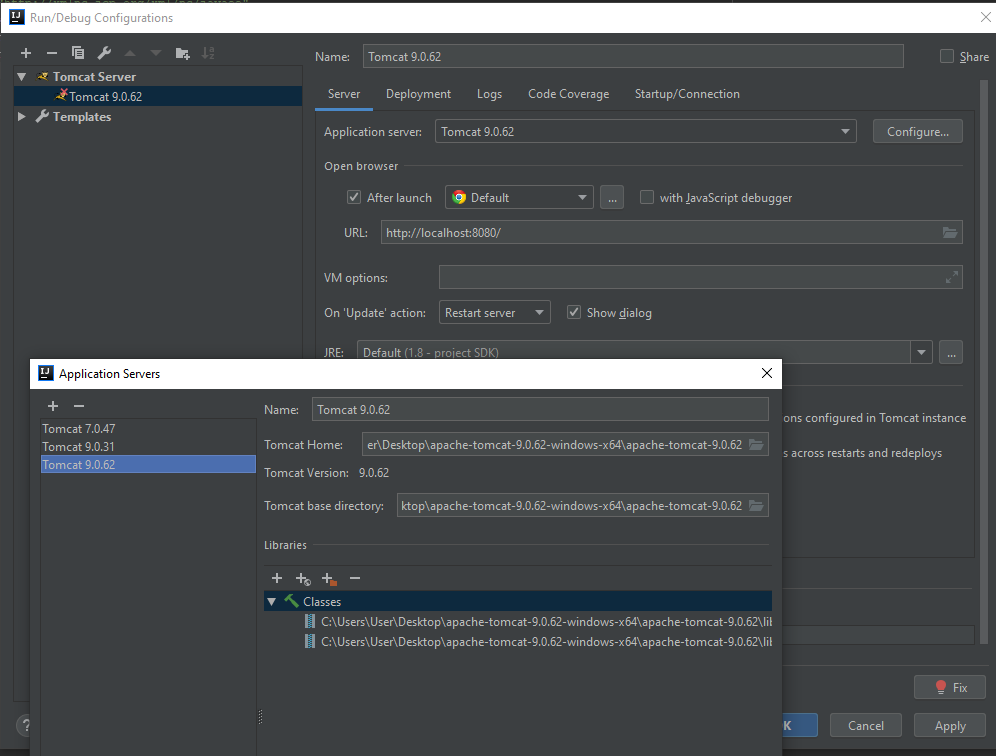 Run/Debug Configurations
Name: Tomcat 9.0.62 Share
Tomcat Server
Tomcat 9.0.62
Templates
Server Deployment Logs Code Coverage Startup/Connection
Application server: Tomcat 9.0.62 Configure...
Open browser
After launch Default ... with JavaScript debugger
URL: http://localhost:8080/
VM options:
On 'Update' action: Restart server Show dialog
JRE: Default (1.8 - project SDK) ...
Application Servers
Tomcat 7.0.47
Tomcat 9.0.31
Tomcat 9.0.62
Name: Tomcat 9.0.62
Tomcat Home: er\Desktop\apache-tomcat-9.0.62-windows-x64\apache-tomcat-9.0.62
Tomcat Version: 9.0.62
Tomcat base directory: ktop\apache-tomcat-9.0.62-windows-x64\apache-tomcat-9.0.62
Libraries
Classes
C:\Users\User\Desktop\apache-tomcat-9.0.62-windows-x64\apache-tomcat-9.0.62\lib
C:\Users\User\Desktop\apache-tomcat-9.0.62-windows-x64\apache-tomcat-9.0.62\lib
ons configured in Tomcat instance
s across restarts and redeploys
Fix
? K Cancel Apply